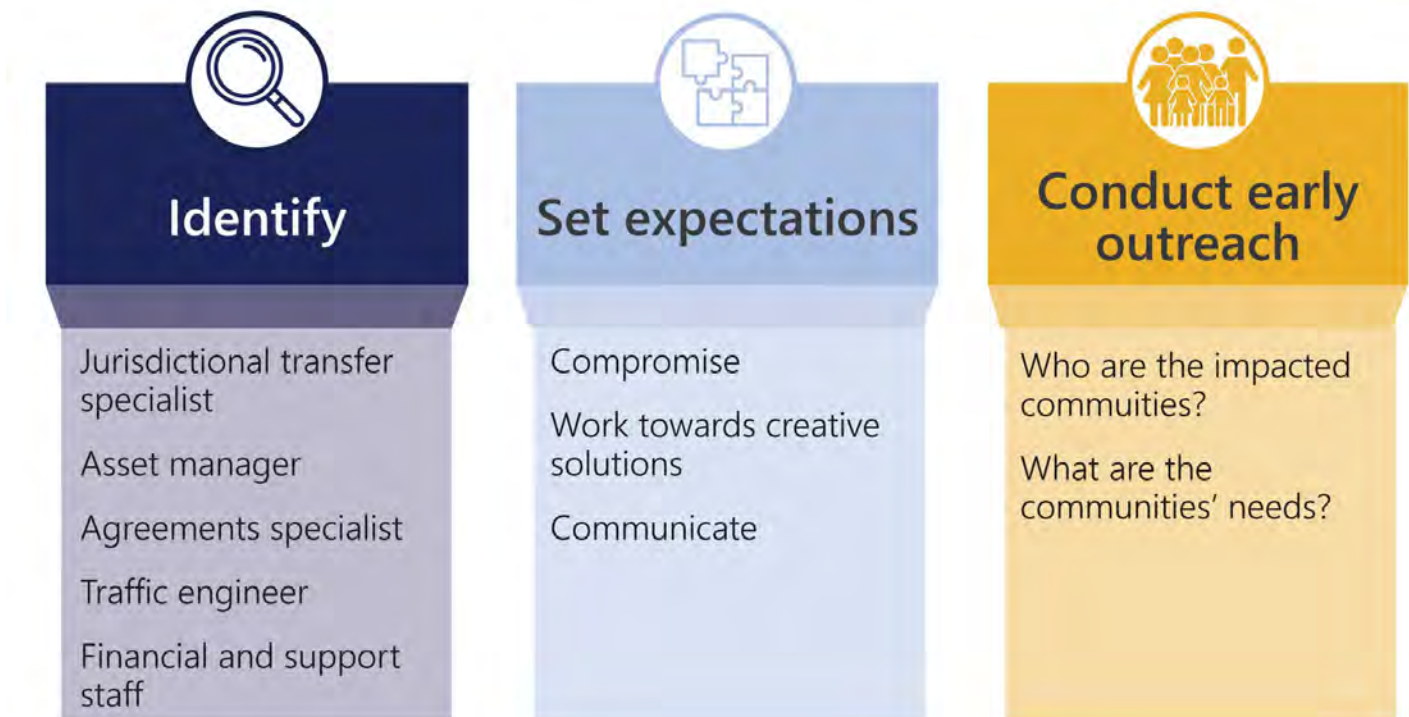 Identify
Jurisdictional transfer
specialist
Asset manager
Agreements specialist
Traffic engineer
Financial and support
staff
Set expectations
Compromise
Work towards creative
solutions
Communicate
Conduct early
outreach
Who are the impacted
commuities?
What are the
communities’ needs?